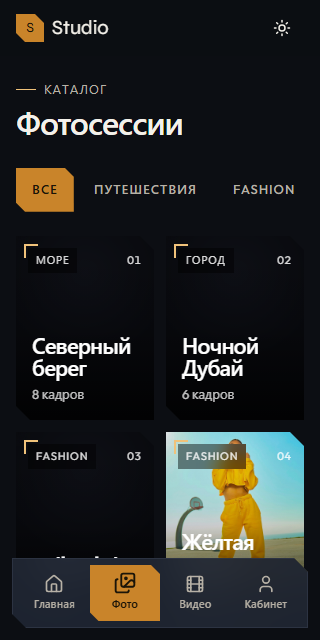 S Studio
КАТАЛОГ
Фотосессии
ВСЕ ПУТЕШЕСТВИЯ FASHION
МОРЕ 01
Северный
берег
8 кадров
ГОРОД 02
Ночной
Дубай
6 кадров
FASHION 03
FASHION 04
Жёлтая
Главная Фото Видео Кабинет